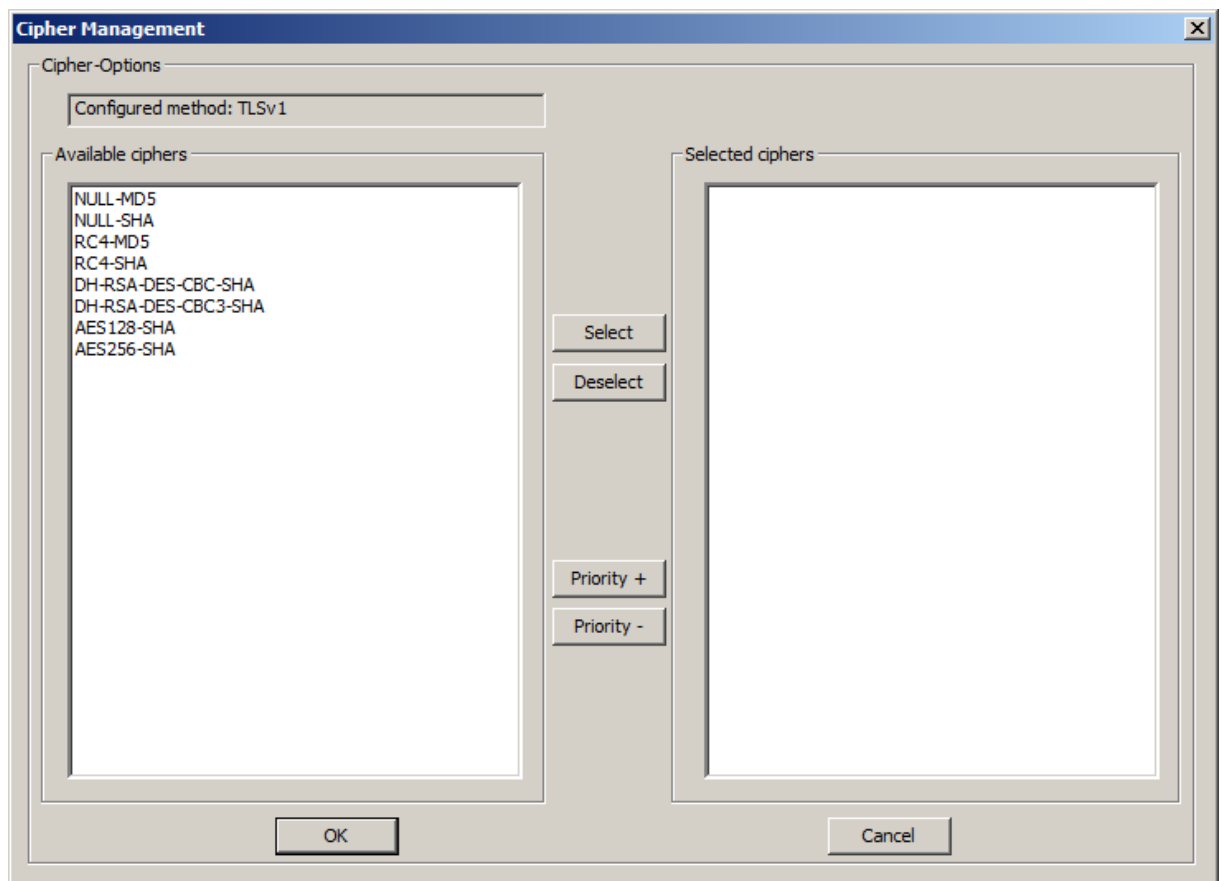 Cipher Management
Cipher-Options
Configured method: TLSv1
Available ciphers
NULL-MD5
NULL-SHA
RC4-MD5
RC4-SHA
DH-RSA-DES-CBC-SHA
DH-RSA-DES-CBC3-SHA
AES128-SHA
AES256-SHA
Select
Deselect
Priority +
Priority -
Selected ciphers
OK
Cancel